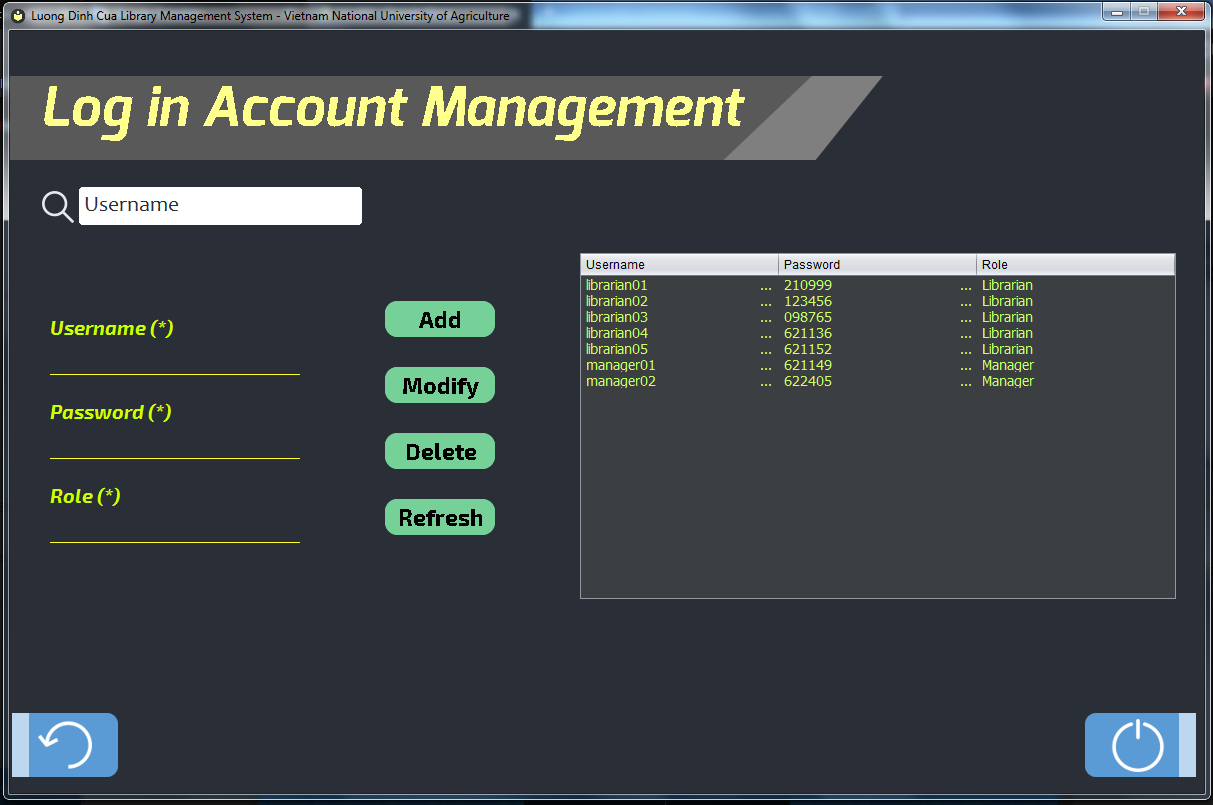 Luong Dinh Cua Library Management System - Vietnam National University of Agriculture
Log in Account Management
Username
Username (*)
Password (*)
Role (*)
Add
Modify
Delete
Refresh
Username Password Role
librarian01 ... 210999 ... Librarian
librarian02 ... 123456 ... Librarian
librarian03 ... 098765 ... Librarian
librarian04 ... 621136 ... Librarian
librarian05 ... 621152 ... Librarian
manager01 ... 621149 ... Manager
manager02 ... 622405 ... Manager